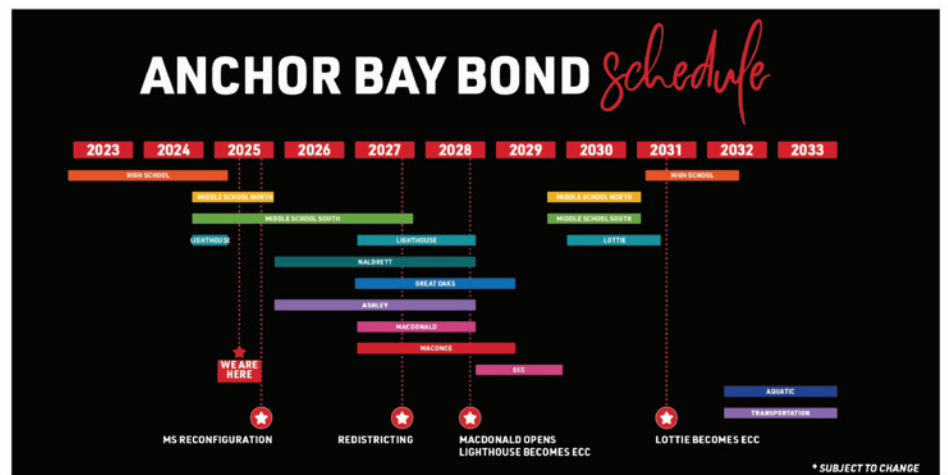 ANCHOR BAY BOND schedule
2023 2024 2025 2026 2027 2028 2029 2030 2031 2032 2033
HIGH SCHOOL HIGH SCHOOL
MIDDLE SCHOOL NORTH MIDDLE SCHOOL NORTH
MIDDLE SCHOOL SOUTH MIDDLE SCHOOL SOUTH
LIGHTHOUSE LIGHTHOUSE LOTTIE
NALDRETT
GREAT OAKS
ASHLEY
MACDONALD
MACONCE
WE ARE
HERE
ECC
AQUATIC
TRANSPORTATION
MS RECONFIGURATION REDISTRICTING MACDONALD OPENS LOTTIE BECOMES ECC
LIGHTHOUSE BECOMES ECC
* SUBJECT TO CHANGE